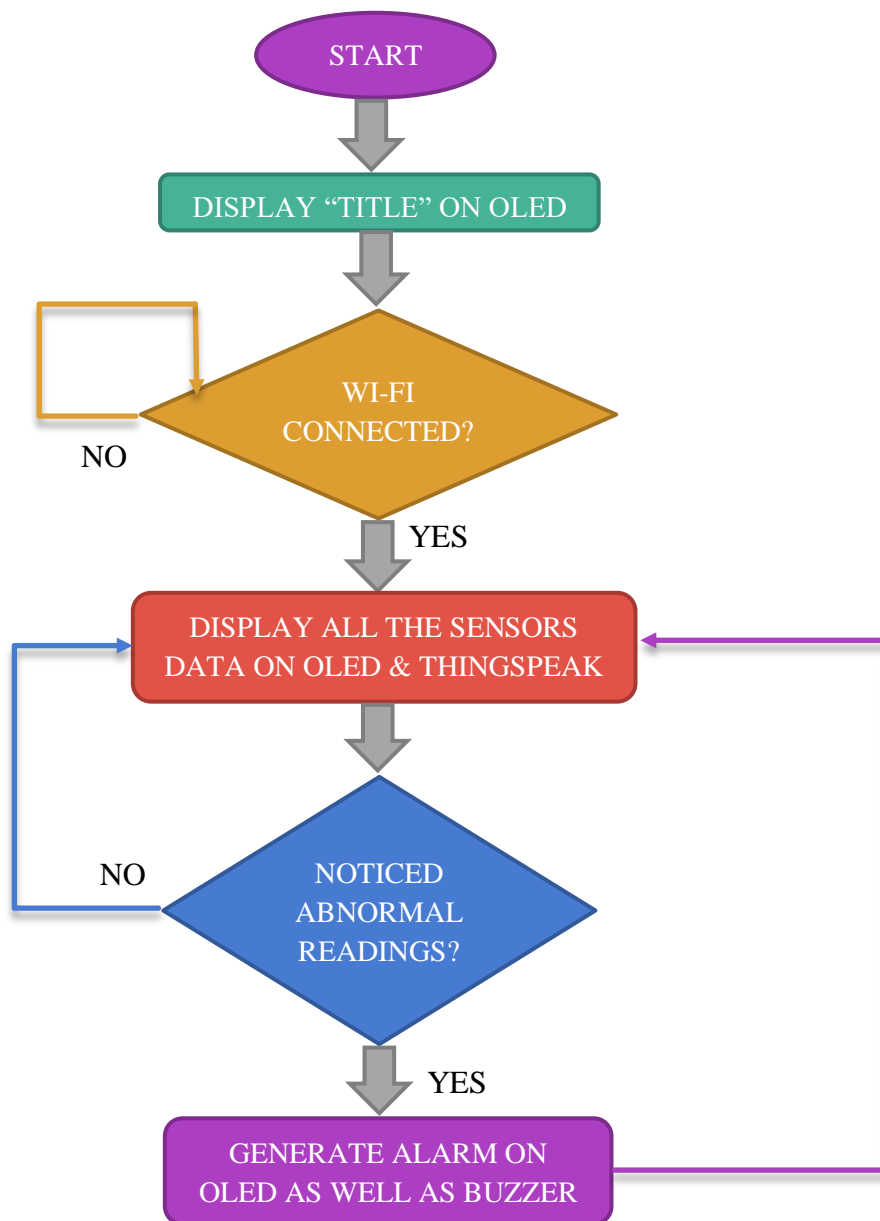 START
DISPLAY “TITLE” ON OLED
WI-FI
CONNECTED?
NO
YES
DISPLAY ALL THE SENSORS
DATA ON OLED & THINGSPEAK
NO
NOTICED
ABNORMAL
READINGS?
YES
GENERATE ALARM ON
OLED AS WELL AS BUZZER